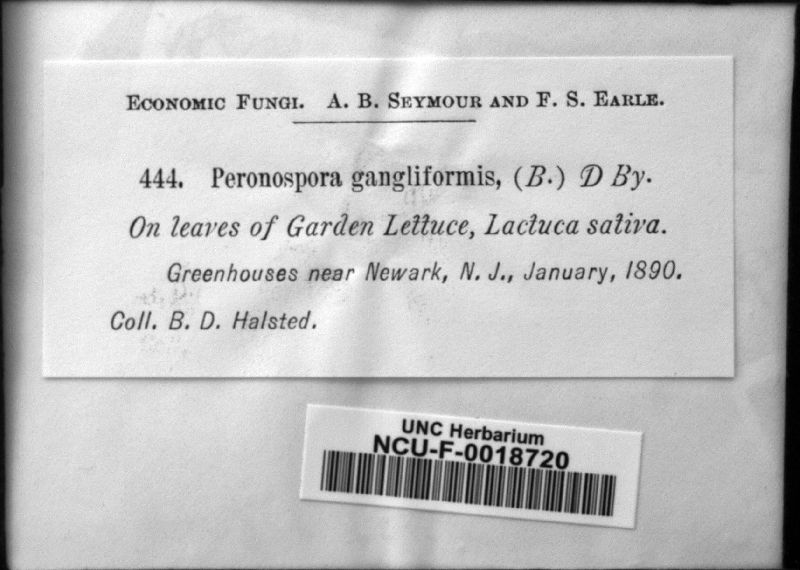 ECONOMIC FUNGI. A. B. SEYMOUR AND F. S. EARLE.
444. Peronospora gangliformis, (B.) D By.
On leaves of Garden Lettuce, Lactuca sativa.
Greenhouses near Newark, N. J., January, 1890.
Coll. B. D. Halsted.
UNC Herbarium
NCU-F-0018720